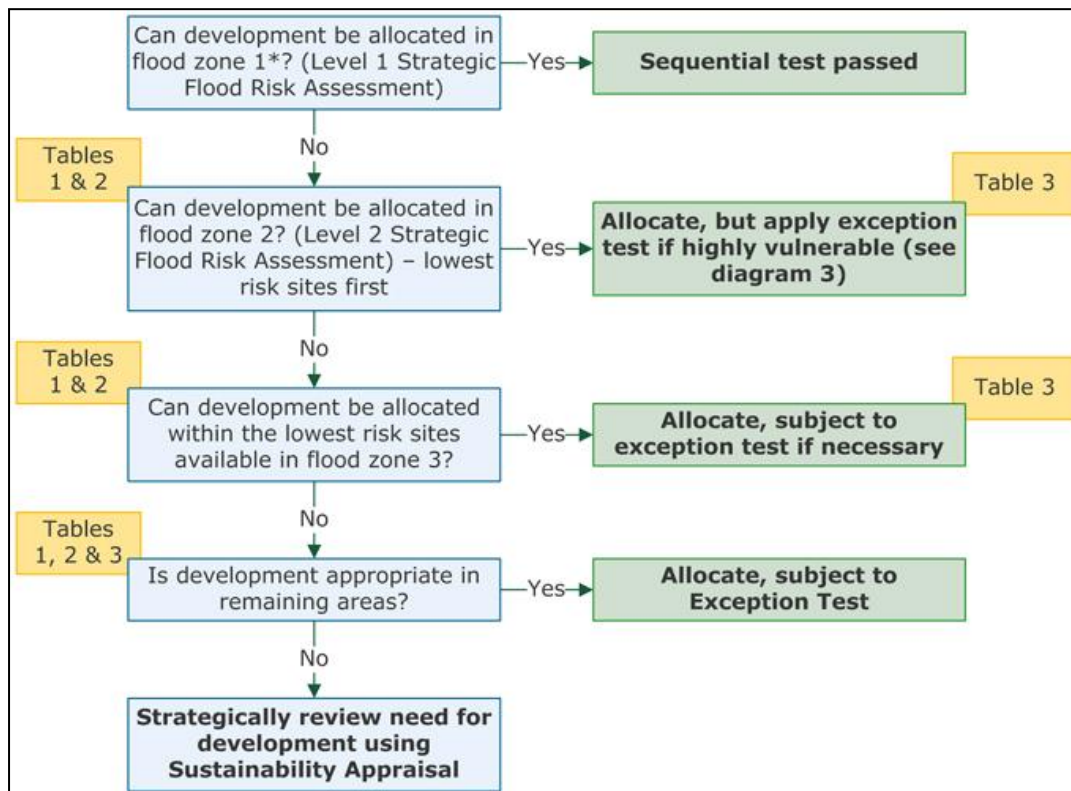 Can development be allocated in
flood zone 1*? (Level 1 Strategic
Flood Risk Assessment)
Yes
Sequential test passed
No
Tables
1 & 2
Can development be allocated in
flood zone 2? (Level 2 Strategic
Flood Risk Assessment) – lowest
risk sites first
Yes
Table 3
Allocate, but apply exception
test if highly vulnerable (see
diagram 3)
No
Tables
1 & 2
Can development be allocated
within the lowest risk sites
available in flood zone 3?
Yes
Table 3
Allocate, subject to
exception test if necessary
No
Tables
1, 2 & 3
Is development appropriate in
remaining areas?
Yes
Allocate, subject to
Exception Test
No
Strategically review need for
development using
Sustainability Appraisal